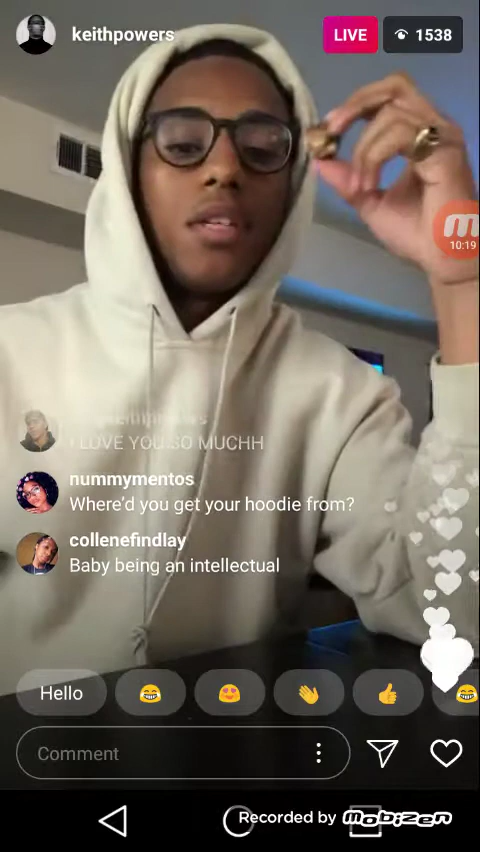 keithpowers
LIVE
1538
10:19
I LOVE YOU SO MUCHH
nummymentos
Where'd you get your hoodie from?
collenefindlay
Baby being an intellectual
Hello
Comment
Recorded by MOBIZEN